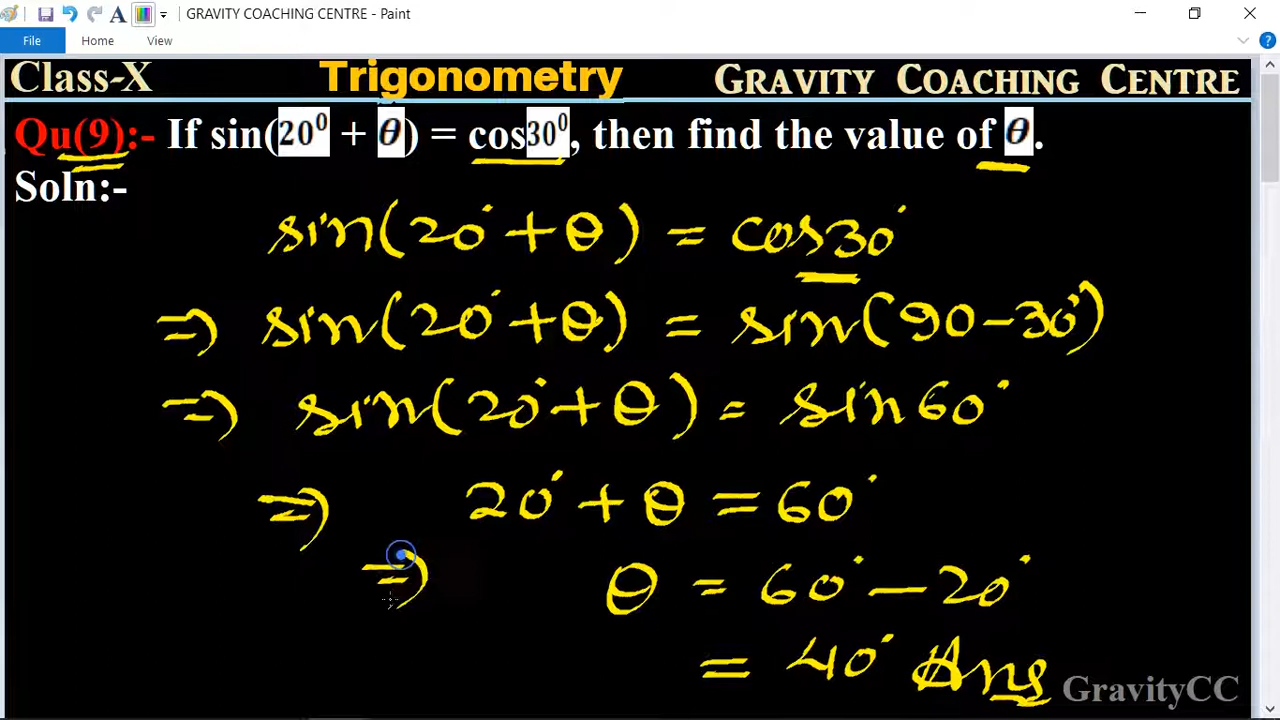 GRAVITY COACHING CENTRE - Paint
File Home View
Class-X Trigonometry GRAVITY COACHING CENTRE
Qu(9):- If sin(20⁰ + θ) = cos30⁰, then find the value of θ.
Soln:-
sin(20° + θ) = cos30°
⇒ sin(20° + θ) = sin(90 - 30°)
⇒ sin(20° + θ) = sin60°
⇒ 20° + θ = 60°
⇒ θ = 60° - 20°
= 40° Ans
GravityCC